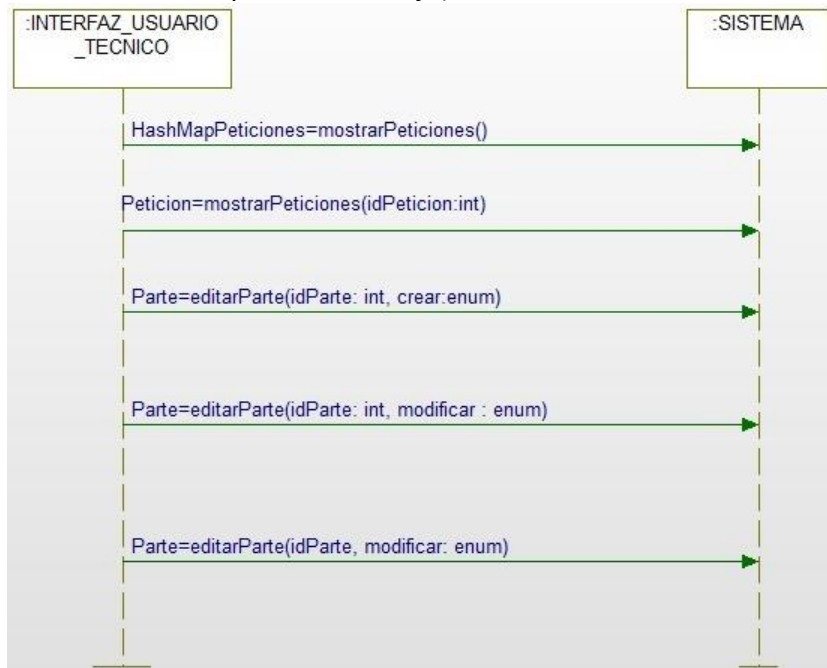 :INTERFAZ_USUARIO
_TECNICO
:SISTEMA
HashMapPeticiones=mostrarPeticiones()
Peticion=mostrarPeticiones(idPeticion:int)
Parte=editarParte(idParte: int, crear:enum)
Parte=editarParte(idParte: int, modificar : enum)
Parte=editarParte(idParte, modificar: enum)